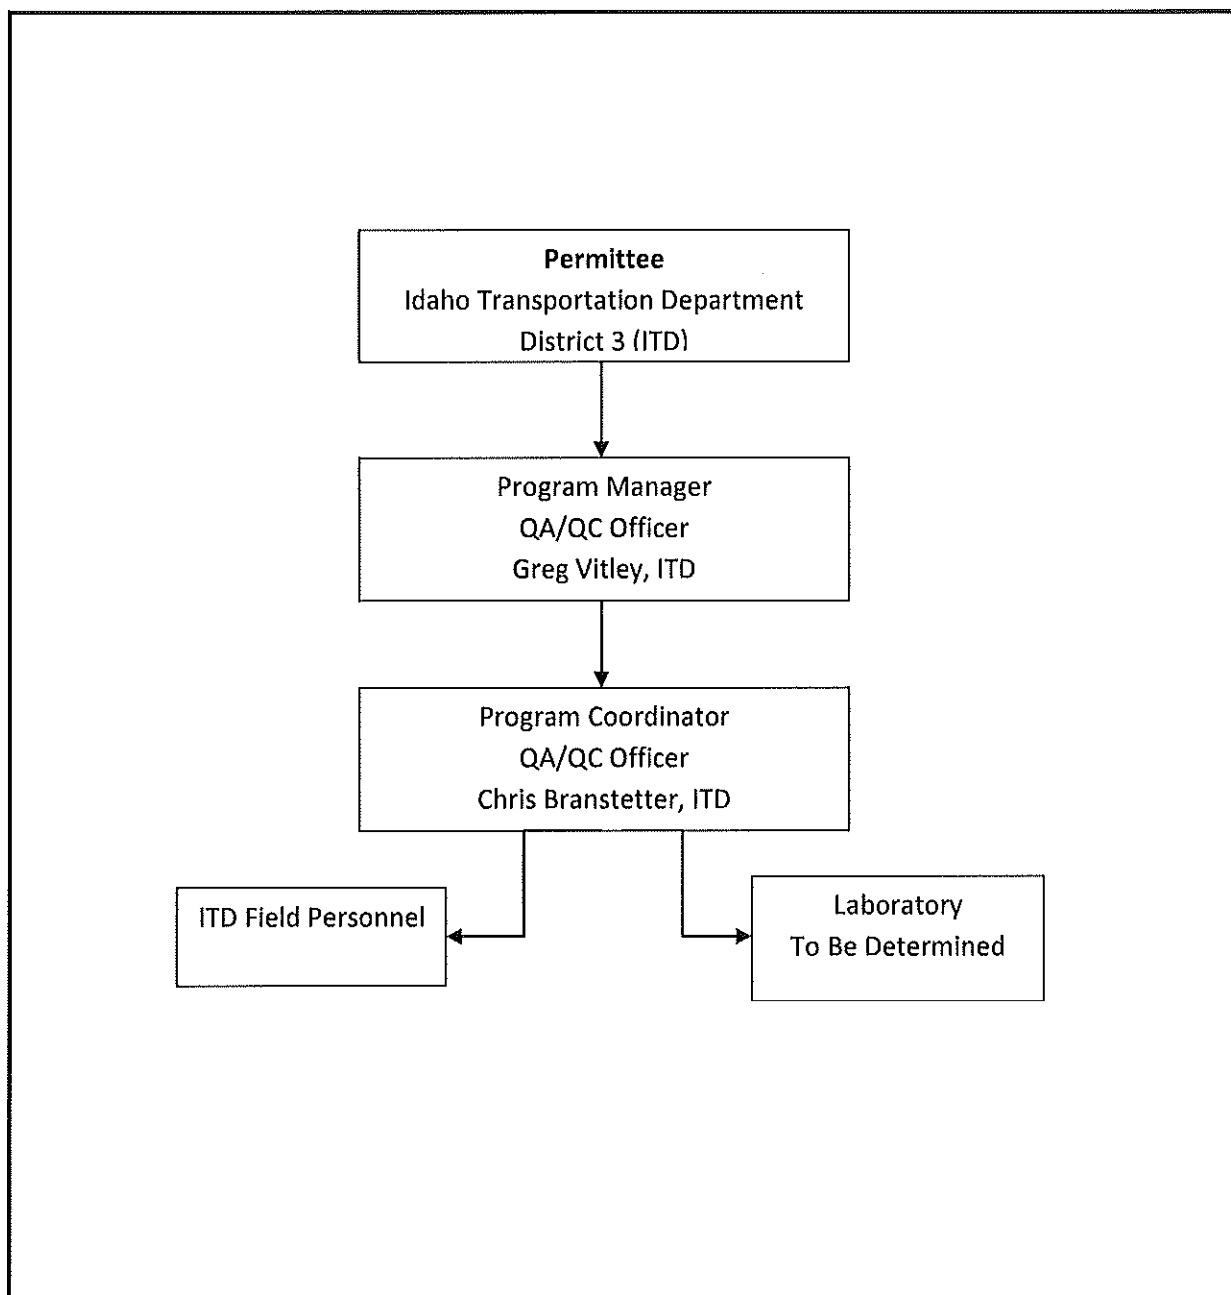 Permittee
Idaho Transportation Department
District 3 (ITD)
Program Manager
QA/QC Officer
Greg Vitley, ITD
Program Coordinator
QA/QC Officer
Chris Branstetter, ITD
ITD Field Personnel
Laboratory
To Be Determined